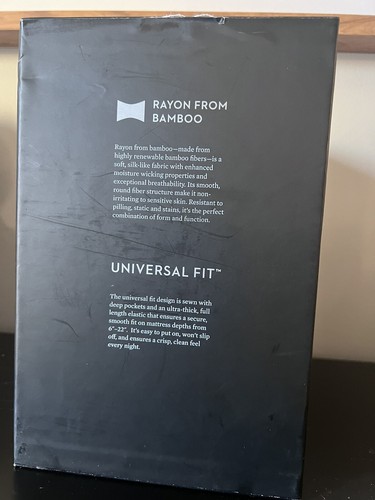 RAYON FROM
BAMBOO
Rayon from bamboo—made from
highly renewable bamboo fibers—is a
soft, silk-like fabric with enhanced
moisture wicking properties and
exceptional breathability. Its smooth,
round fiber structure make it non-
irritating to sensitive skin. Resistant to
pilling, static and stains, it's the perfect
combination of form and function.
UNIVERSAL FIT™
The universal fit design is sewn with
deep pockets and an ultra-thick, full
length elastic that ensures a secure,
smooth fit on mattress depths from
6"–22". It's easy to put on, won't slip
off, and ensures a crisp, clean feel
every night.